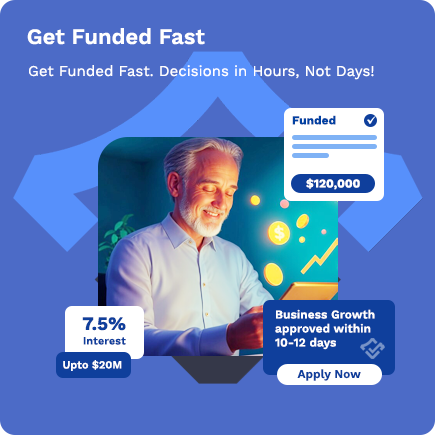 Get Funded Fast
Get Funded Fast. Decisions in Hours, Not Days!
Funded
$120,000
$
7.5%
Interest
Upto $20M
Business Growth
approved within
10-12 days
Apply Now